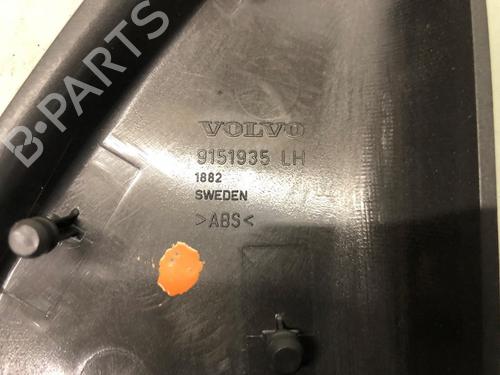 B-PARTS
VOLVO
9151935 LH
1882
SWEDEN
>ABS<